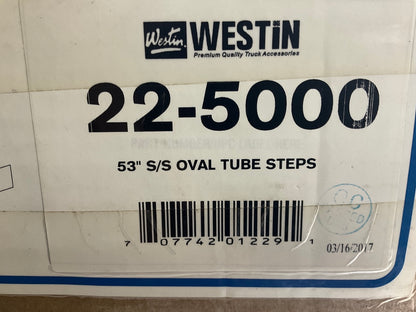 Westin WESTiN
Premium Quality Truck Accessories
22-5000
53" S/S OVAL TUBE STEPS
7 07742 01229 1
03/16/2017